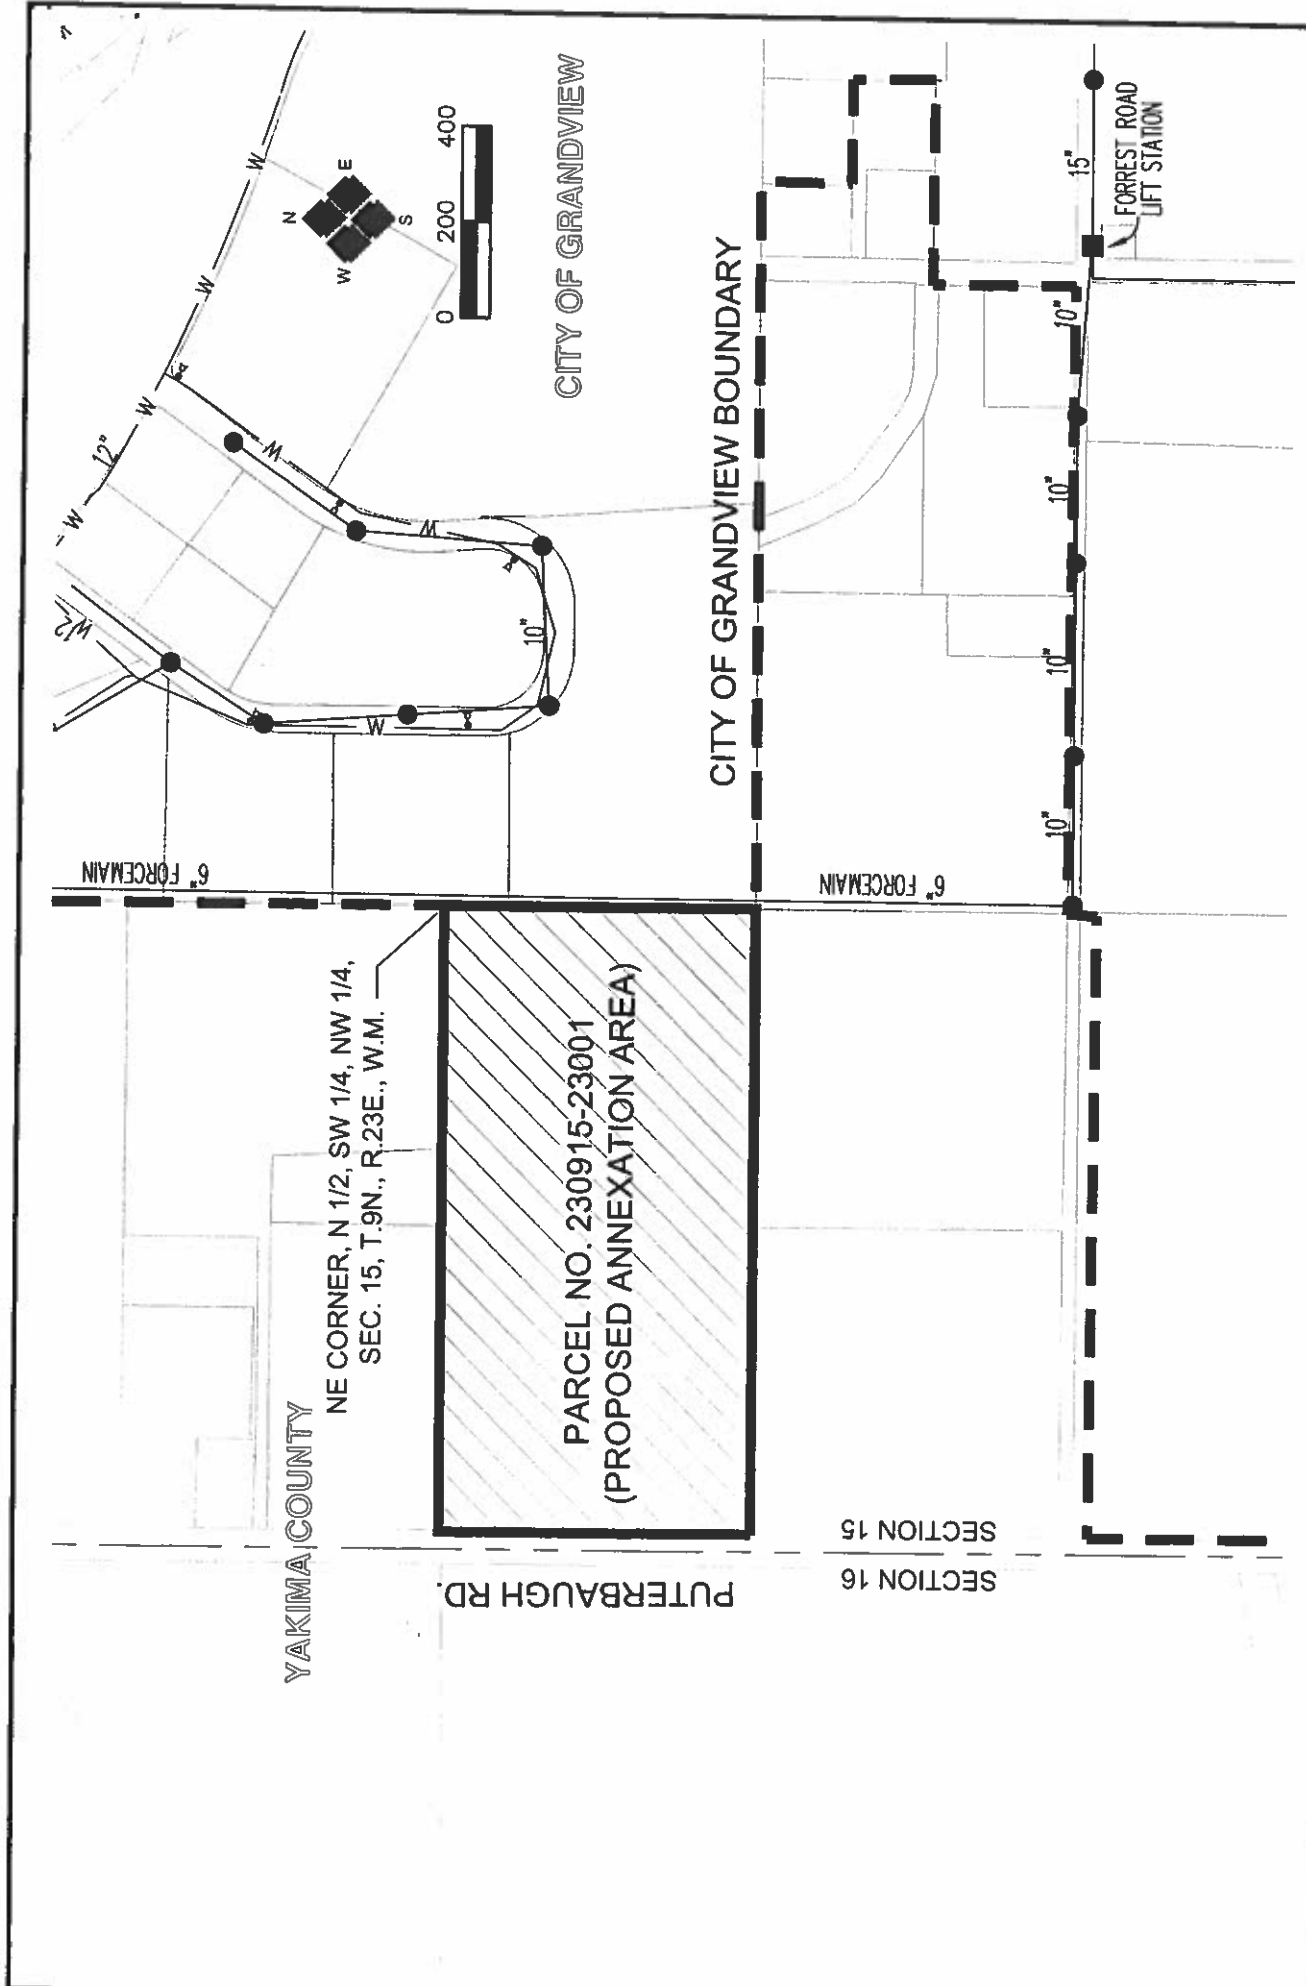 YAKIMA COUNTY
NE CORNER, N 1/2, SW 1/4, NW 1/4,
SEC. 15, T.9N., R.23E., W.M.
PARCEL NO. 230915-23001
(PROPOSED ANNEXATION AREA)
PUTERBAUGH RD.
SECTION 16
SECTION 15
6" FORCEMAIN
6" FORCEMAIN
CITY OF GRANDVIEW BOUNDARY
CITY OF GRANDVIEW
N
E
S
W
0
200
400
12"
W
W
W
W
W
W
W
W12
10"
10"
10"
10"
10"
15"
FORREST ROAD
LIFT STATION